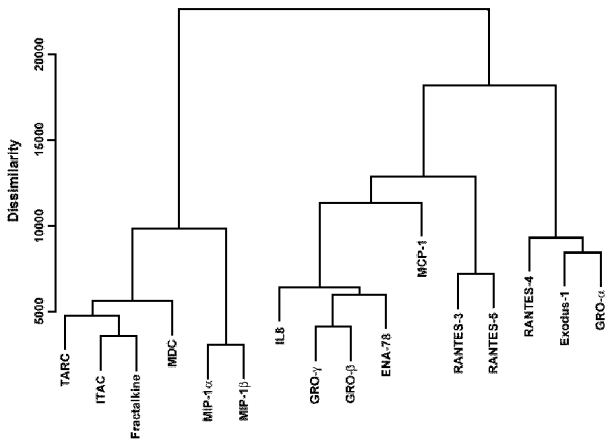 Dissimilarity
20000
15000
10000
5000
TARC
ITAC
Fractalkine
MDC
MIP-1α
MIP-1β
IL8
GRO-γ
GRO-β
ENA-78
MCP-1
RANTES-3
RANTES-5
RANTES-4
Exodus-1
GRO-α